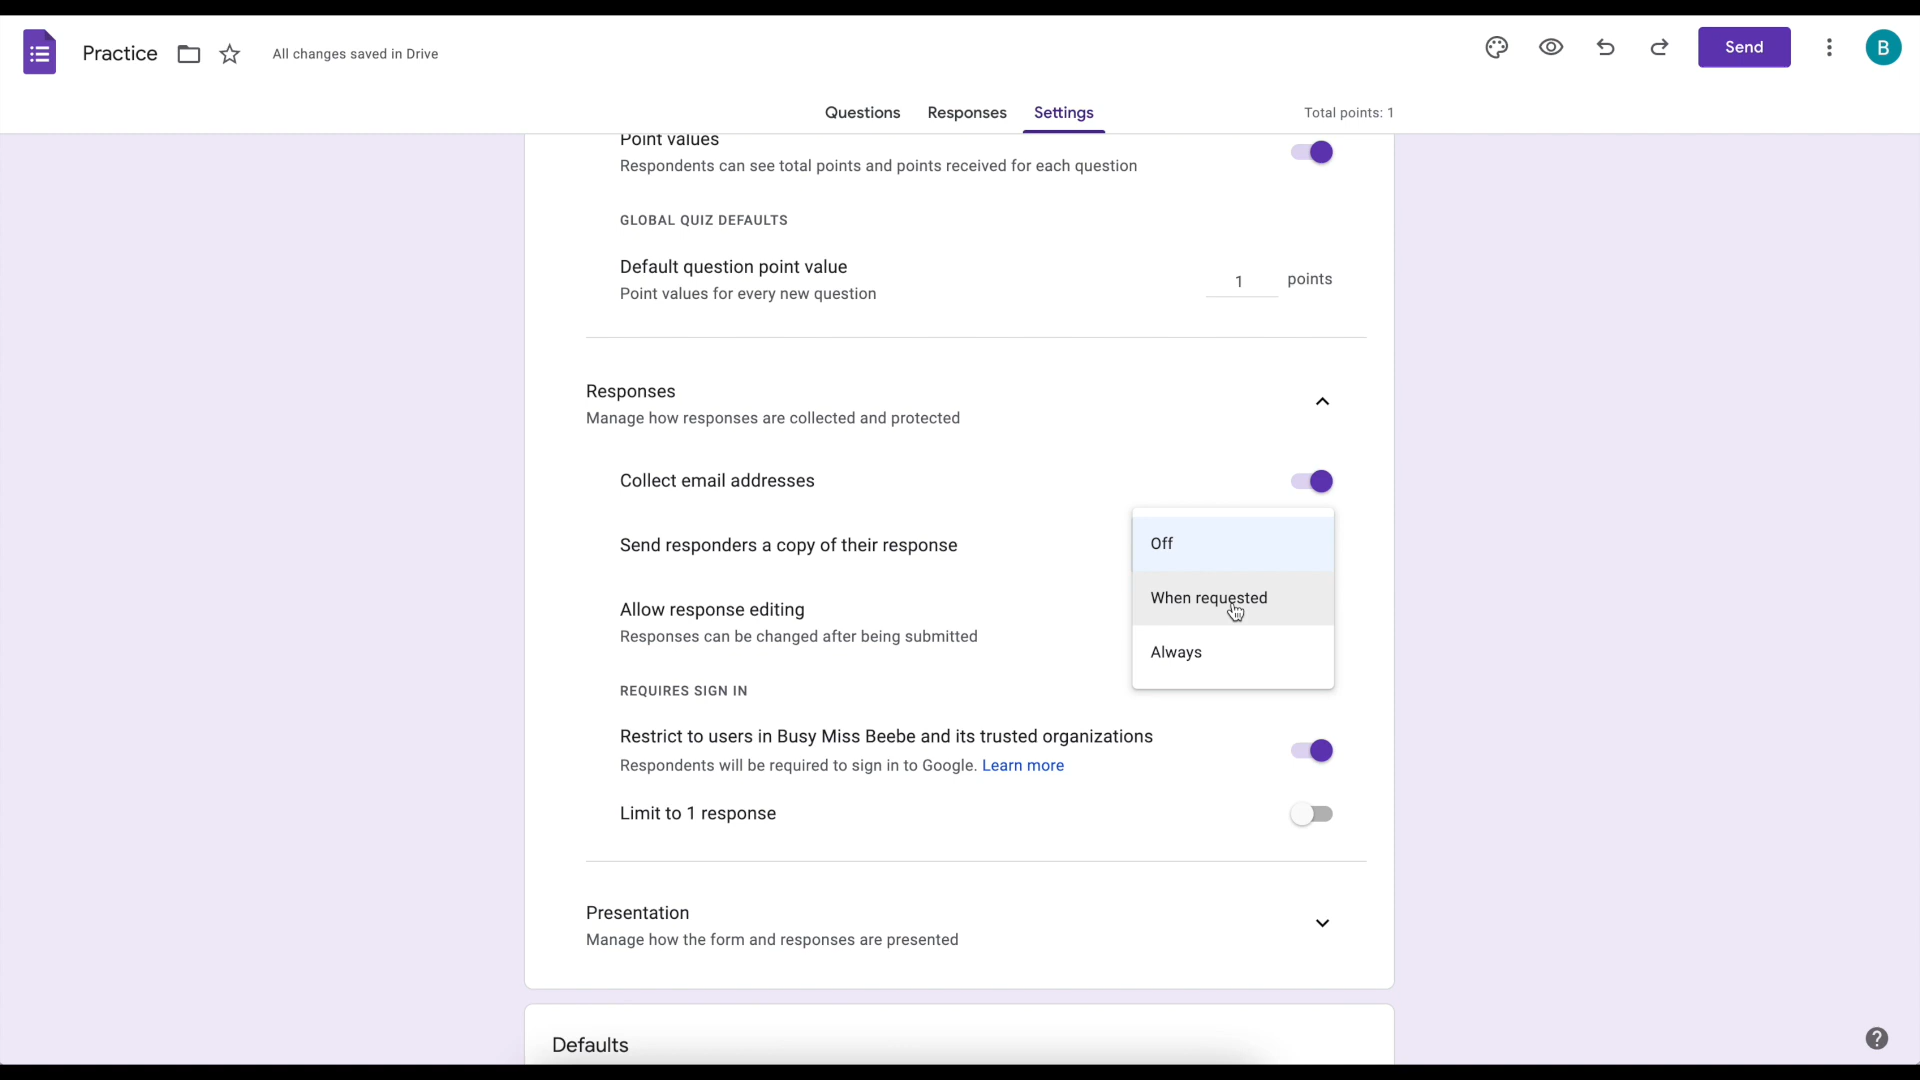 Practice
All changes saved in Drive
Send
B
Questions
Responses
Settings
Total points: 1
Point values
Respondents can see total points and points received for each question
GLOBAL QUIZ DEFAULTS
Default question point value
Point values for every new question
1
points
Responses
Manage how responses are collected and protected
Collect email addresses
Send responders a copy of their response
Off
When requested
Always
Allow response editing
Responses can be changed after being submitted
REQUIRES SIGN IN
Restrict to users in Busy Miss Beebe and its trusted organizations
Respondents will be required to sign in to Google. Learn more
Limit to 1 response
Presentation
Manage how the form and responses are presented
Defaults